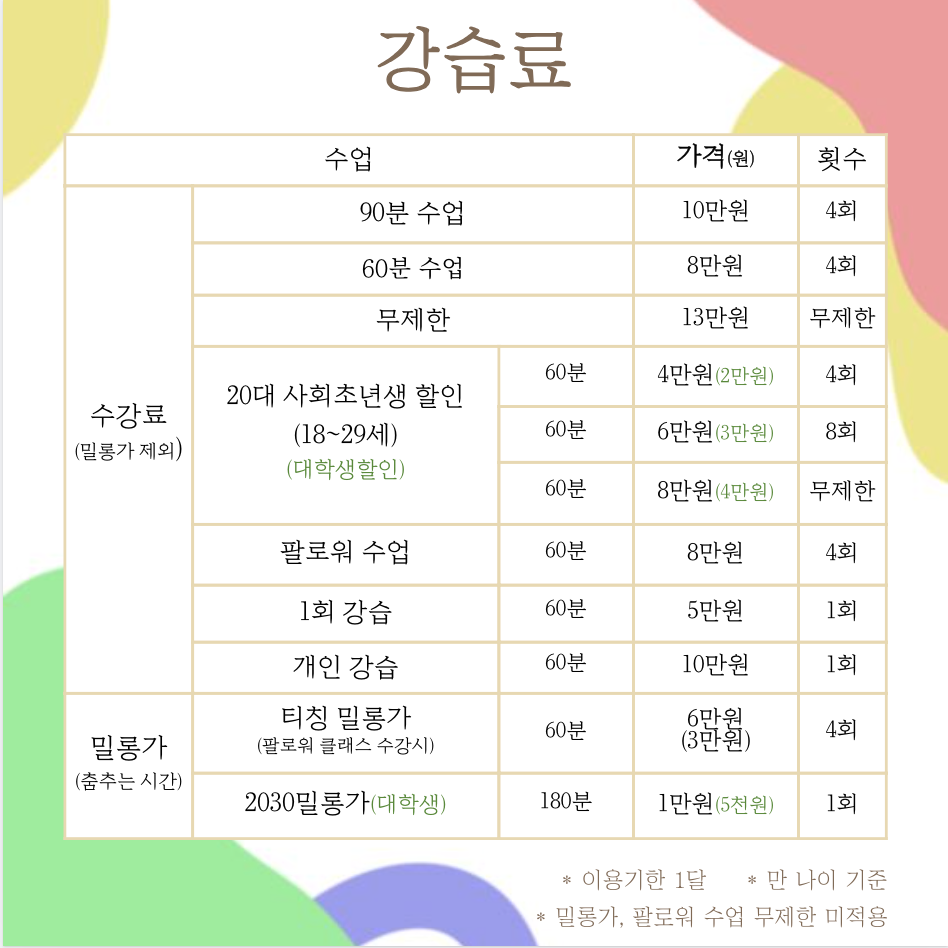 강습료
수업 가격(원) 횟수
90분 수업 10만원 4회
60분 수업 8만원 4회
무제한 13만원 무제한
수강료
(밀롱가 제외)
20대 사회초년생 할인
(18~29세)
(대학생할인)
60분 4만원(2만원) 4회
60분 6만원(3만원) 8회
60분 8만원(4만원) 무제한
팔로워 수업 60분 8만원 4회
1회 강습 60분 5만원 1회
개인 강습 60분 10만원 1회
밀롱가
(춤추는 시간)
티칭 밀롱가
(팔로워 클래스 수강시)
60분
6만원
(3만원)
4회
2030밀롱가(대학생) 180분 1만원(5천원) 1회
* 이용기한 1달 * 만 나이 기준
* 밀롱가, 팔로워 수업 무제한 미적용